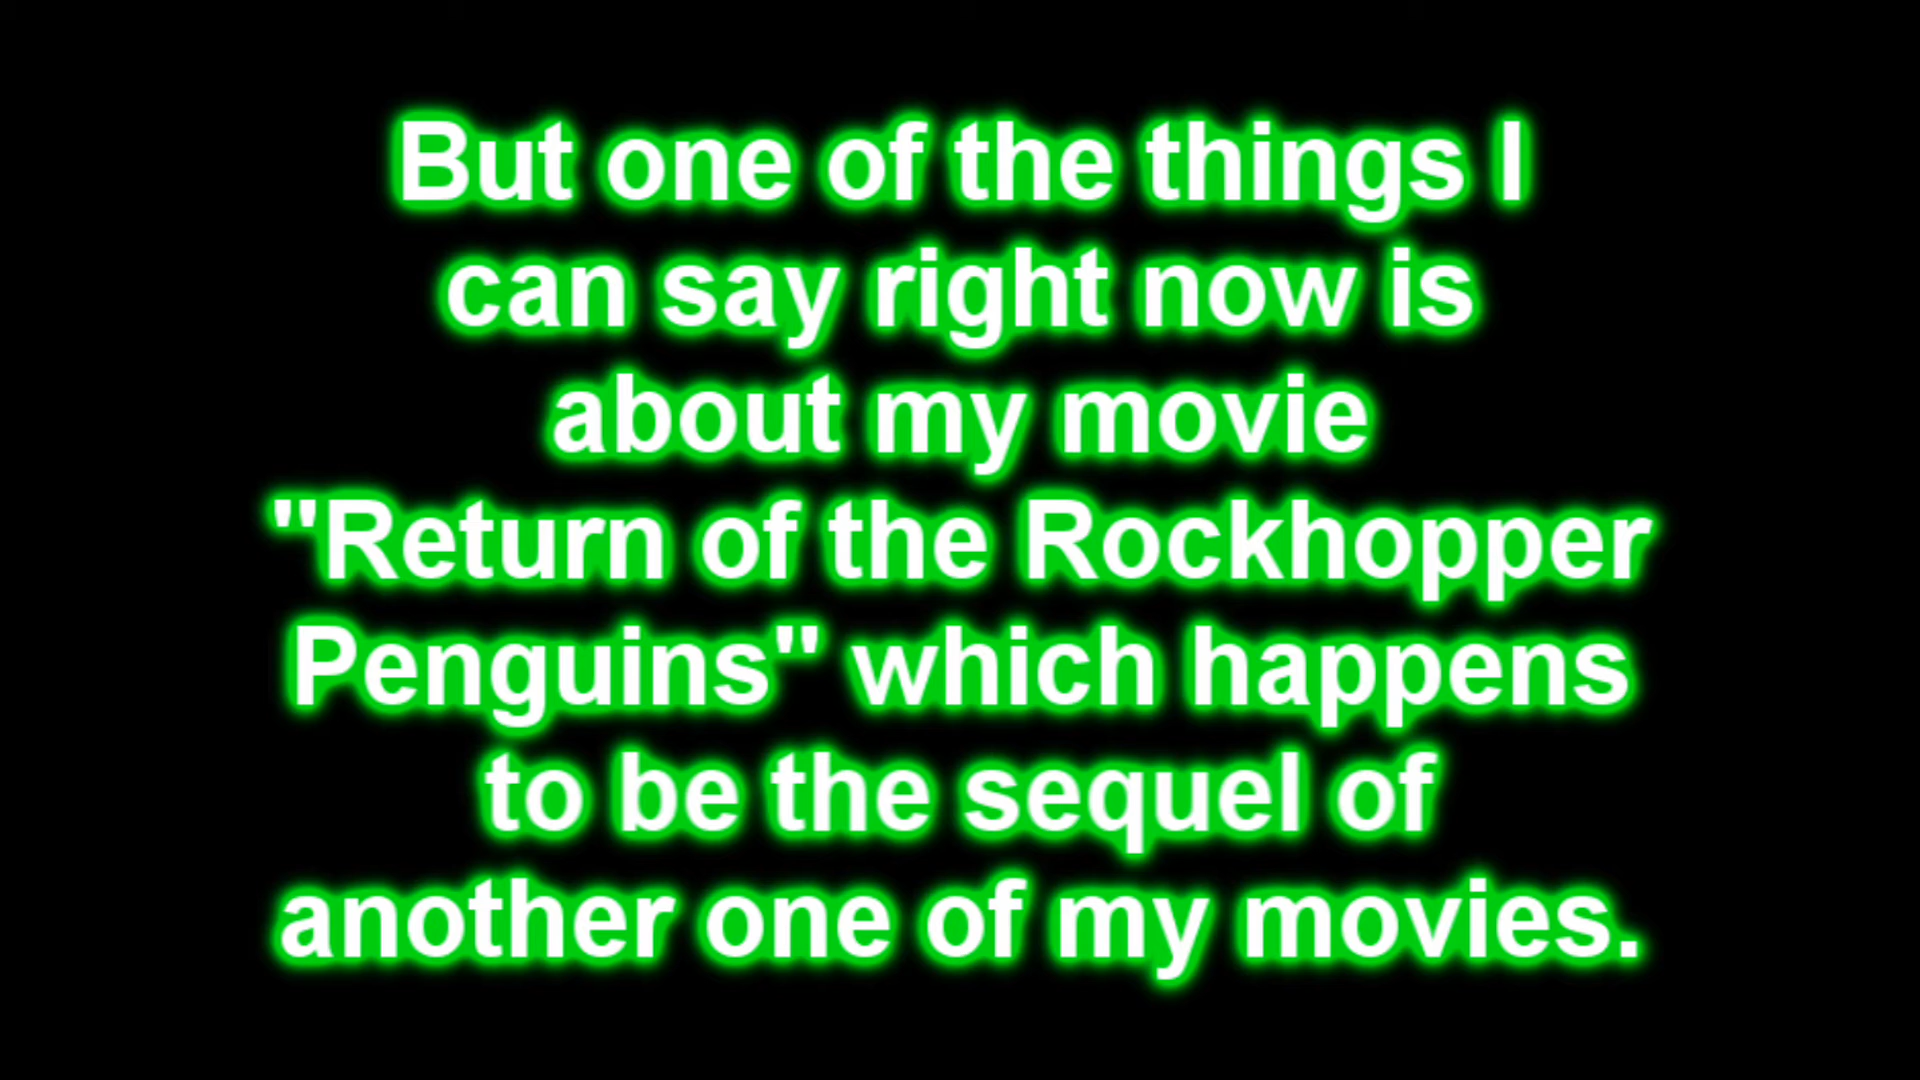 But one of the things I
can say right now is
about my movie
"Return of the Rockhopper
Penguins" which happens
to be the sequel of
another one of my movies.